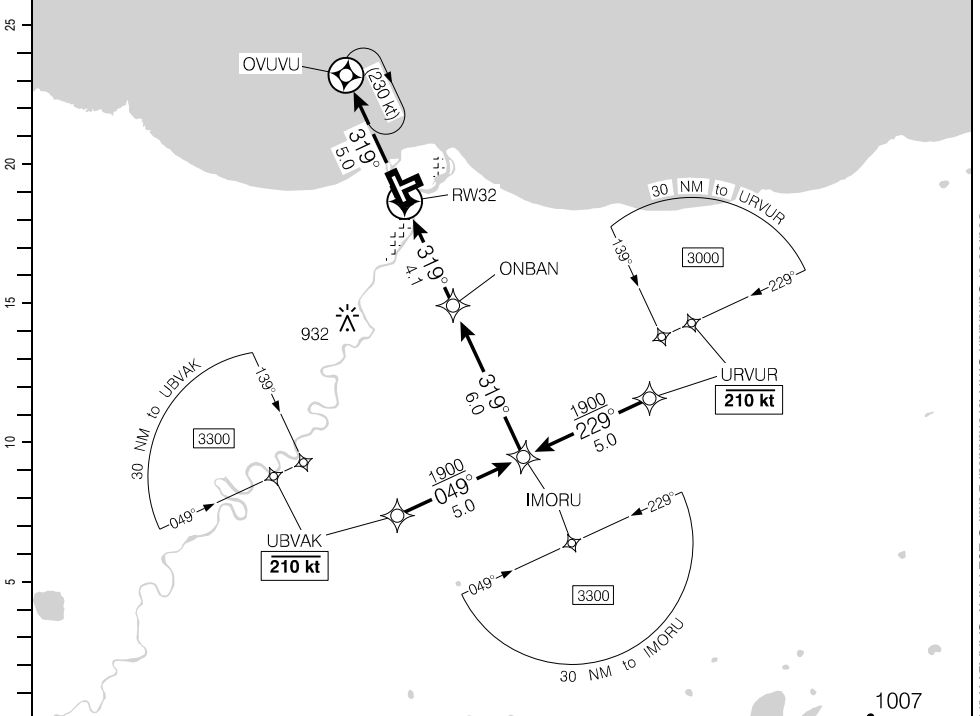 25
OVUVU
(230 kt)
319°
5.0
20
30 NM to URVUR
RW32
139°
3000
319°
4.1
ONBAN
229°
15
932
30 NM to UBVAK
139°
URVUR
210 kt
319°
6.0
1900
229°
5.0
10
3300
1900
049°
5.0
IMORU
049°
229°
UBVAK
210 kt
5
049°
3300
30 NM to IMORU
1007